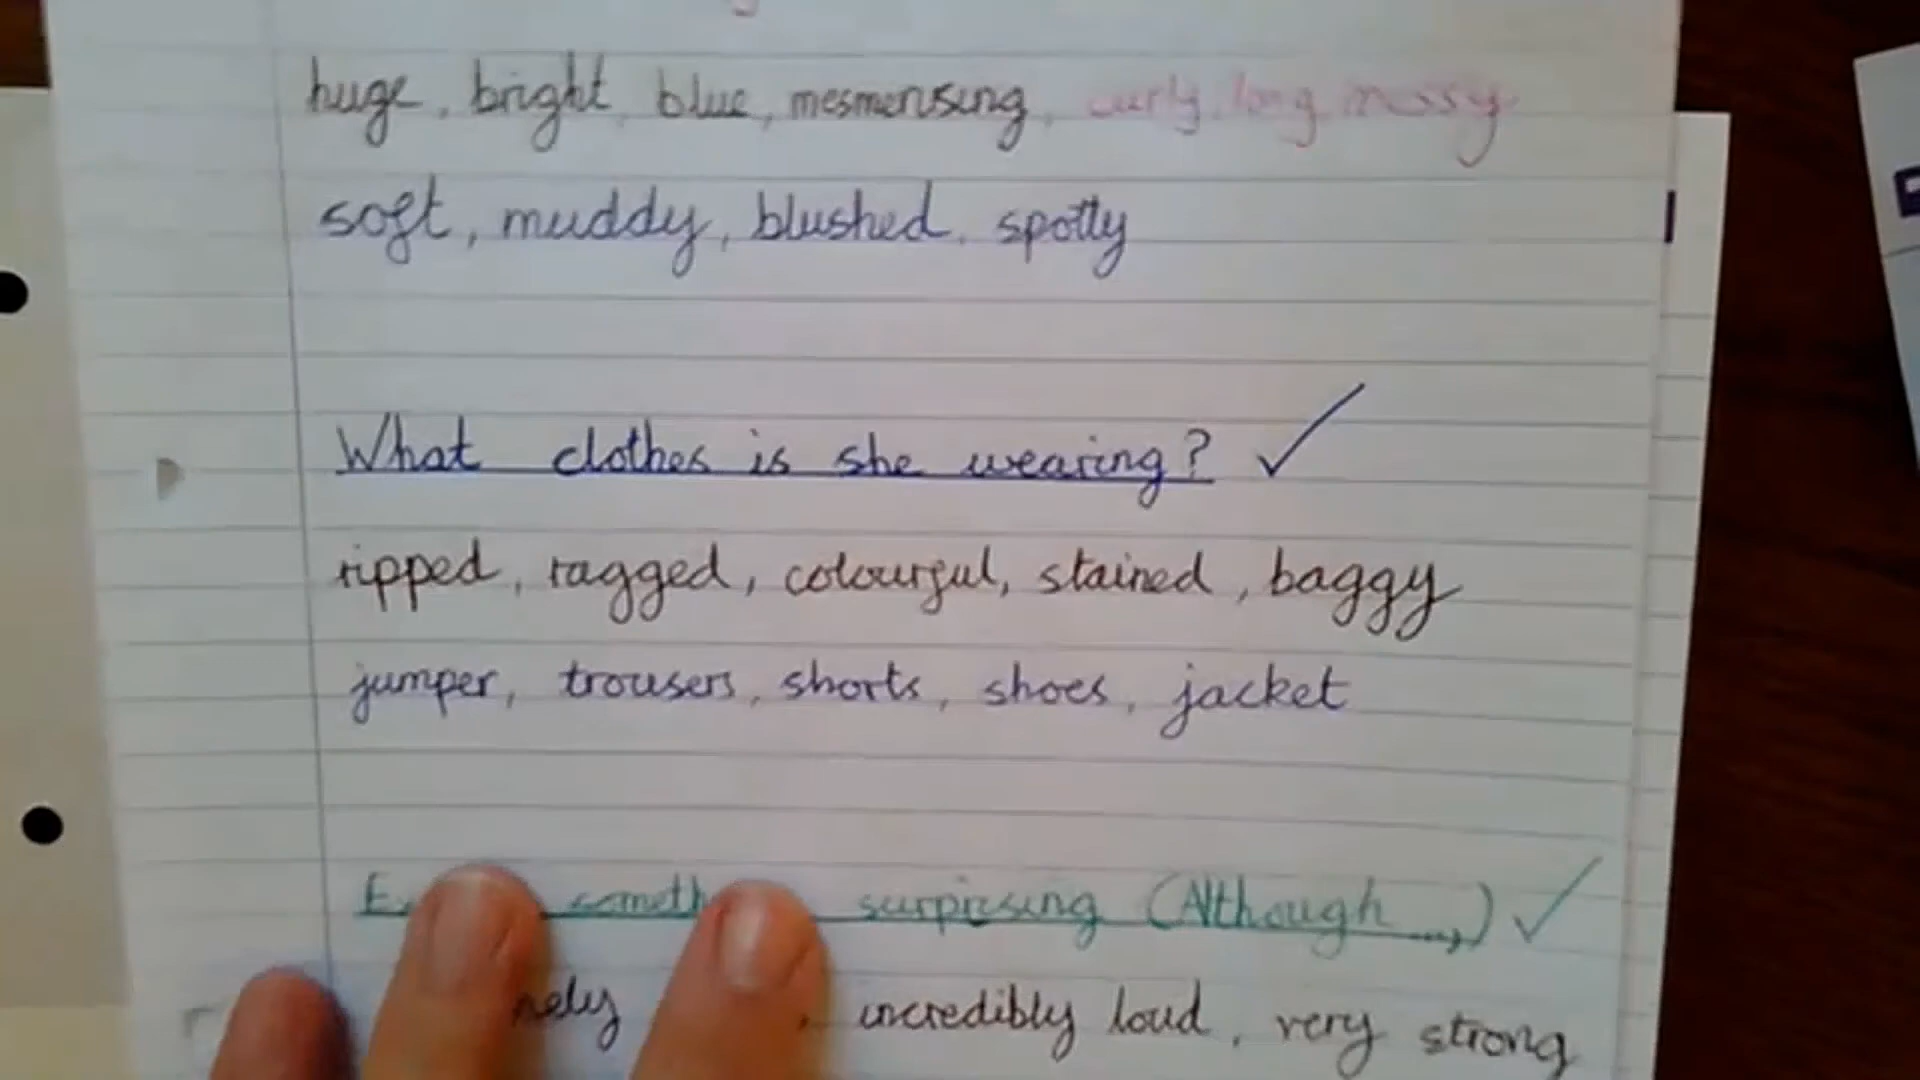 huge, bright, blue, mesmerising, curly, long, mossy
soft, muddy, blushed, spotty
What clothes is she wearing? ✓
ripped, ragged, colourful, stained, baggy
jumper, trousers, shorts, shoes, jacket
surprising (Although ...,) ✓
incredibly loud, very strong